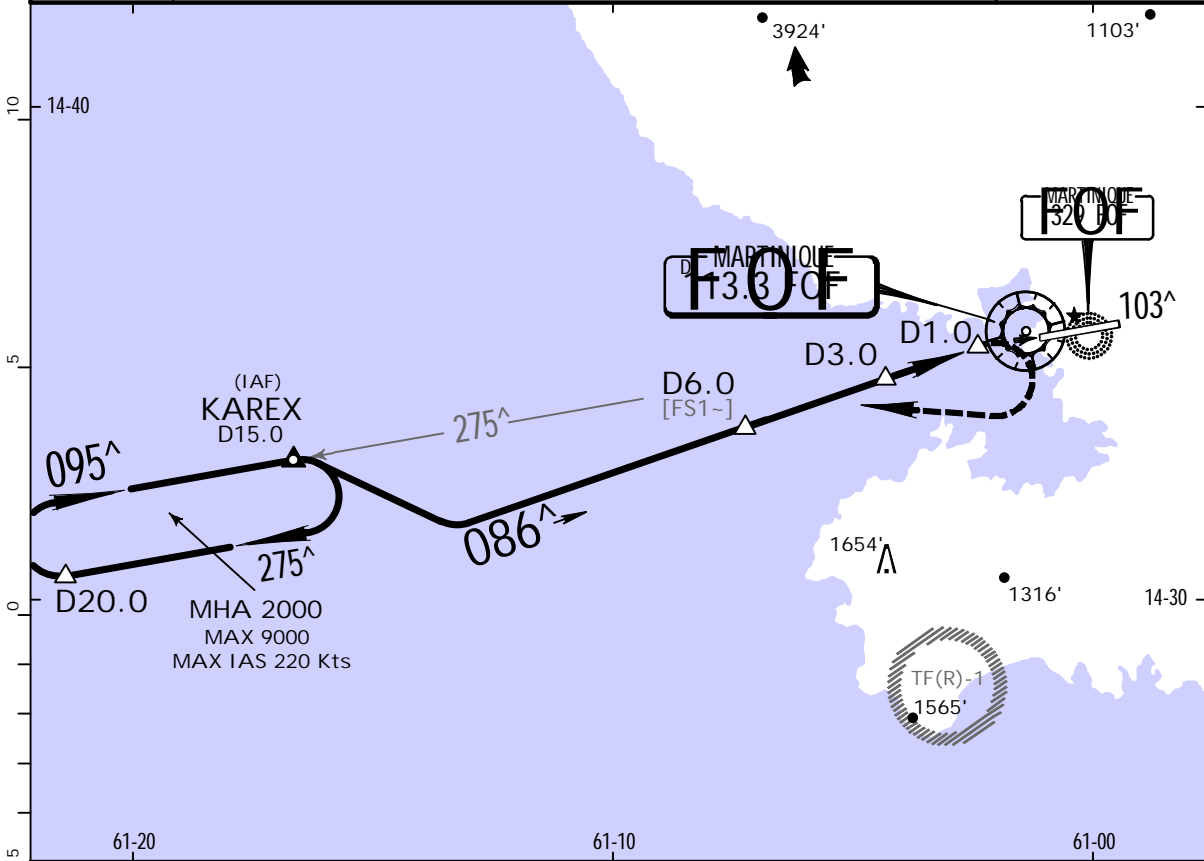 3924'
1103'
10
14-40
MARTINIQUE
FOF
MARTINIQUE
D
13.3 FOF
FOF
103^
D1.0
5
D3.0
(IAF)
KAREX
D15.0
D6.0
[FS1~]
275^
095^
086^
275^
1654'
D20.0
MHA 2000
MAX 9000
MAX IAS 220 Kts
1316'
0
14-30
TF(R)-1
1565'
61-20
61-10
61-00
5